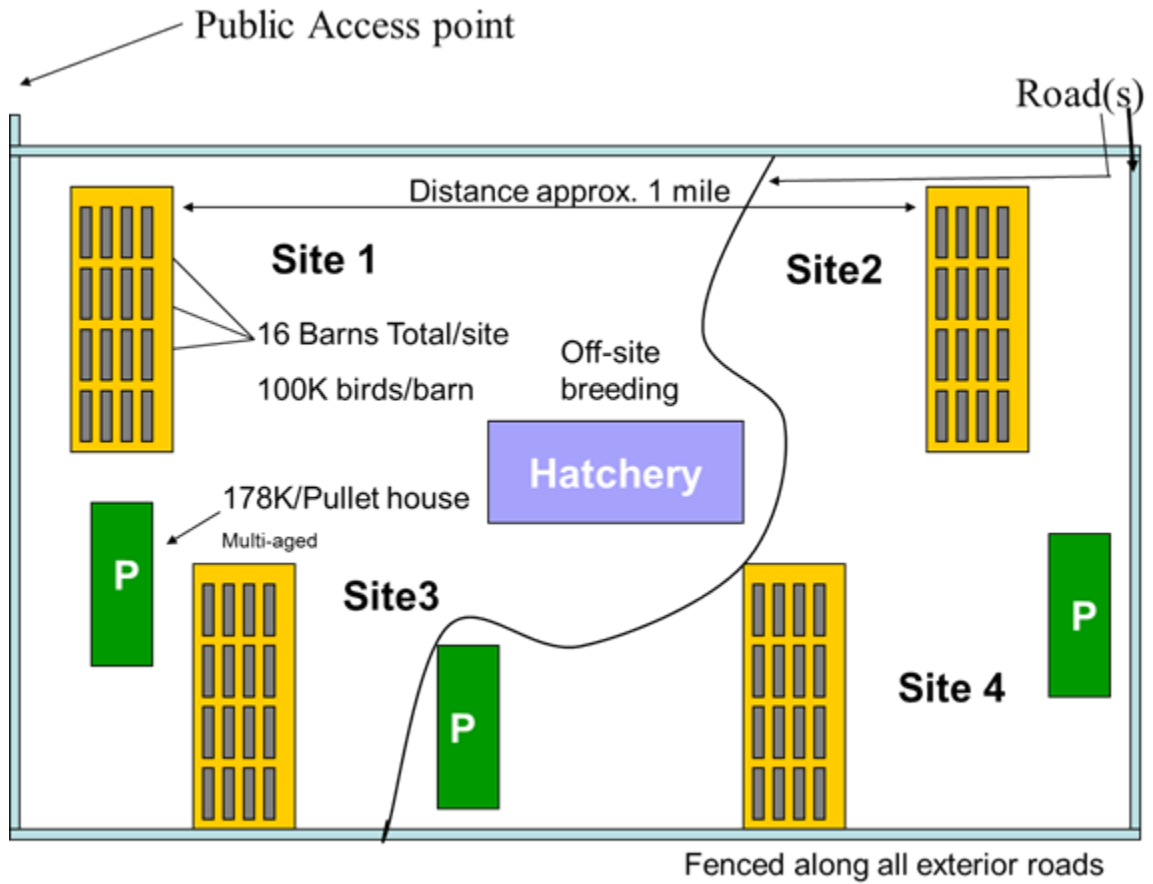 Public Access point
Road(s)
Distance approx. 1 mile
Site 1
Site2
16 Barns Total/site
Off-site
breeding
100K birds/barn
Hatchery
178K/Pullet house
Multi-aged
P
Site3
P
Site 4
P
Fenced along all exterior roads